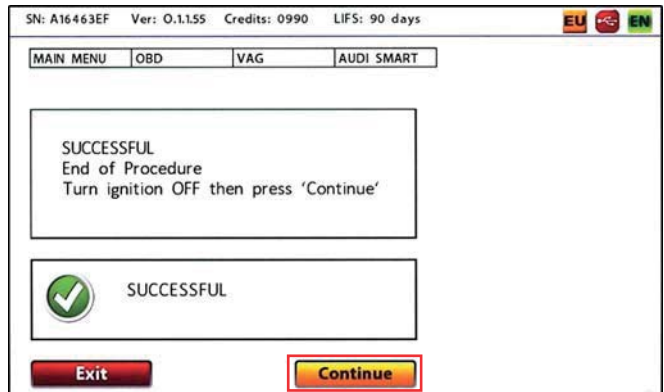 SN: A16463EF Ver: 0.1.1.55 Credits: 0990 LIFS: 90 days EU EN
MAIN MENU OBD VAG AUDI SMART
SUCCESSFUL
End of Procedure
Turn ignition OFF then press ‘Continue’
SUCCESSFUL
Exit Continue